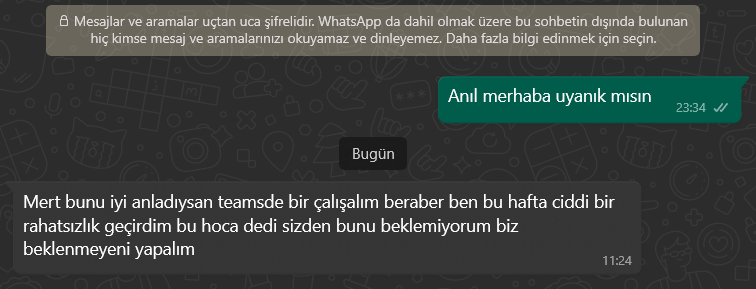 Mesajlar ve aramalar uçtan uca şifrelidir. WhatsApp da dahil olmak üzere bu sohbetin dışında bulunan
hiç kimse mesaj ve aramalarınızı okuyamaz ve dinleyemez. Daha fazla bilgi edinmek için seçin.
Anıl merhaba uyanık mısın
23:34
Bugün
Mert bunu iyi anladıysan teamsde bir çalışalım beraber ben bu hafta ciddi bir
rahatsızlık geçirdim bu hoca dedi sizden bunu beklemiyorum biz
beklenmeyeni yapalım
11:24